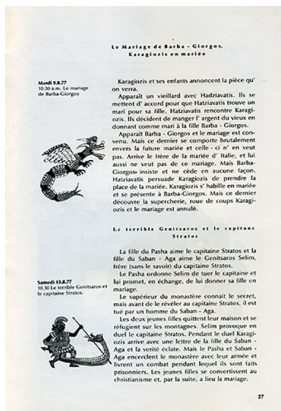 Le Mariage de Barba - Giorgos,
Karagiozis en mariée
Mardi 9.8.77
10:30 a.m. Le mariage
de Barba-Giorgos
Karagiozis et ses enfants annoncent la pièce qu'
on verra.
Apparaît un vieillard avec Hadziavatis. Ils se
mettent d' accord pour que Hatziavatis trouve un
mari pour sa fille. Hatziavatis rencontre Karagi-
ozis. Ils décident de manger l' argent du vieux en
donnant comme mari à la fille Barba - Giorgos.
Apparaît Barba - Giorgos et le mariage est con-
venu. Mais ce dernier se comporte brutalement
envers la future mariée et celle - ci n' en veut
pas. Arrive le frère de la mariée d' Italie, et lui
aussi ne veut pas de ce mariage. Mais Barba-
Giorgos insiste et ne cède en aucune façon.
Hatziavatis persuade Karagiozis de prendre la
place de la mariée. Karagiozis s' habille en mariée
et se présente à Barba-Giorgos. Mais ce dernier
découvre la supercherie, roue de coups Karagi-
ozis et le mariage est annulé.
Le terrible Genitsaros et le capitane
Stratos
Samedi 13.8.77
10:30 Le terrible Genitsaros et
le capitaine Stratos.
La fille du Pasha aime le capitaine Stratos et la
fille du Saban - Aga aime le Genitsaros Selim,
frère (sans le savoir) du capitaine Stratos.
Le Pasha ordonne Selim de tuer le capitane et
lui promet, en échange, de lui donner sa fille en
mariage.
Le supérieur du monastère connaît le secret,
mais avant de le révéler au capitaine Stratos, il est
tué par un homme du Saban - Aga.
Les deux jeunes filles quittent leur maison et se
réfugient sur les montagnes. Selim provoque en
duel le capitane Stratos. Pendant le duel Karagi-
ozis arrive avec une lettre de la fille du Saban -
Aga et la vérité éclate. Mais le Pasha et Saban -
Aga encerclent le monastère avec leur armée et
livrent un combat pendant lequel ils sont faits
prisonniers. Les jeunes filles se convertissent au
christianisme et, par la suite, a lieu la mariage.
27